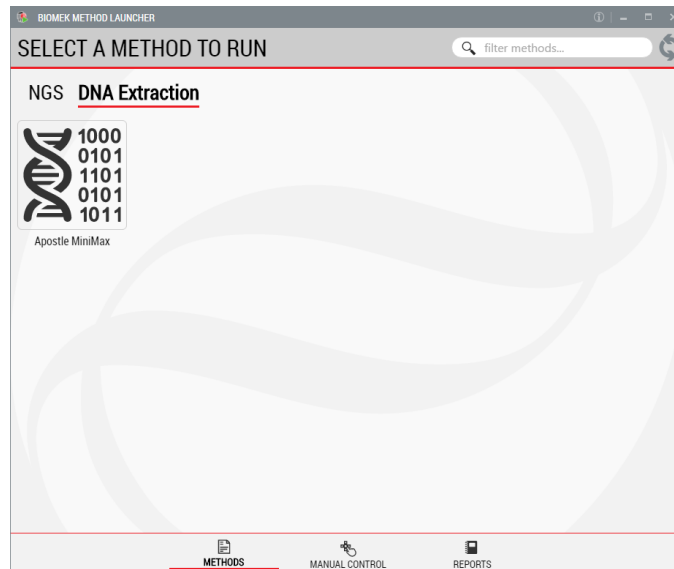 BIOMEK METHOD LAUNCHER
SELECT A METHOD TO RUN
filter methods...
NGS DNA Extraction
1000
0101
1101
0101
1011
Apostle MiniMax
METHODS MANUAL CONTROL REPORTS